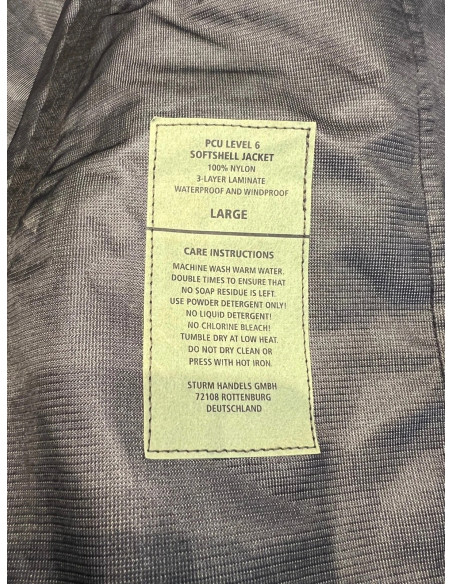 PCU LEVEL 6
SOFTSHELL JACKET
100% NYLON
3-LAYER LAMINATE
WATERPROOF AND WINDPROOF
LARGE
CARE INSTRUCTIONS
MACHINE WASH WARM WATER.
DOUBLE TIMES TO ENSURE THAT
NO SOAP RESIDUE IS LEFT.
USE POWDER DETERGENT ONLY!
NO LIQUID DETERGENT!
NO CHLORINE BLEACH!
TUMBLE DRY AT LOW HEAT.
DO NOT DRY CLEAN OR
PRESS WITH HOT IRON.
STURM HANDELS GMBH
72108 ROTTENBURG
DEUTSCHLAND